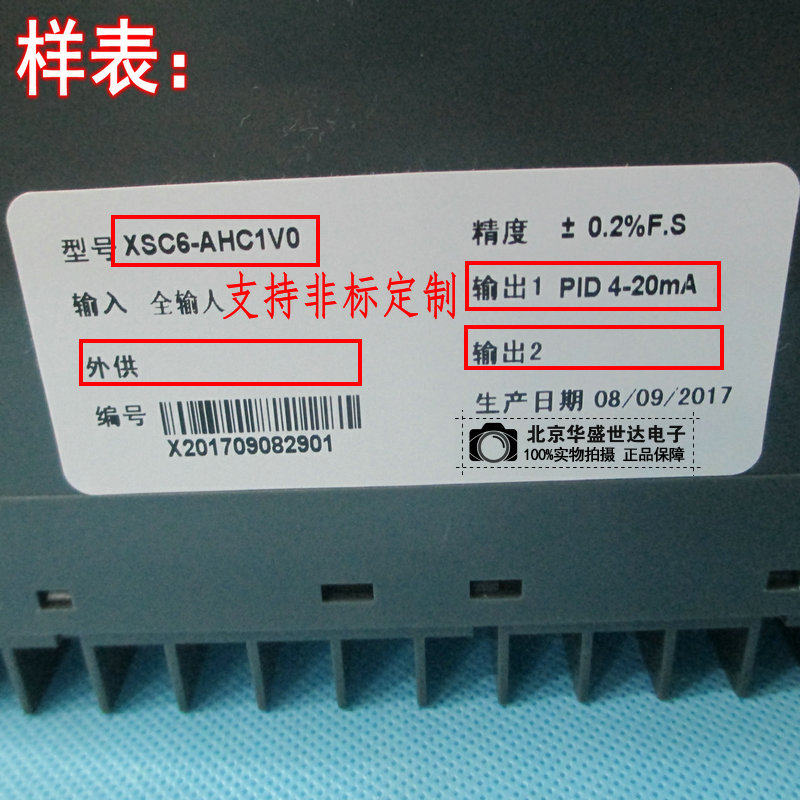 样表：
型号 XSC6-AHC1V0
精度 ± 0.2%F.S
输入 全输入
支持非标定制
输出1 PID 4-20mA
外供
输出2
编号
X201709082901
生产日期 08/09/2017
北京华盛世达电子
100%实物拍摄 正品保障